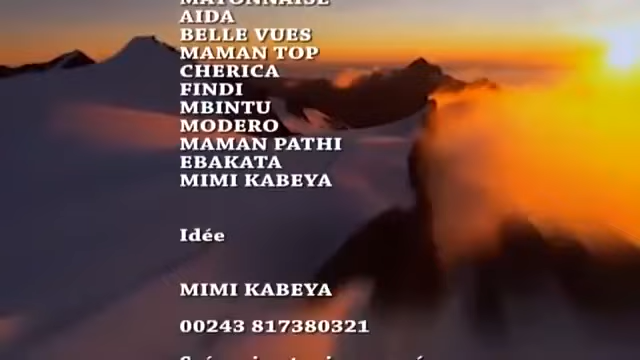 MAYONNAISE
AIDA
BELLE VUES
MAMAN TOP
CHERICA
FINDI
MBINTU
MODERO
MAMAN PATHI
EBAKATA
MIMI KABEYA
Idée
MIMI KABEYA
00243 817380321